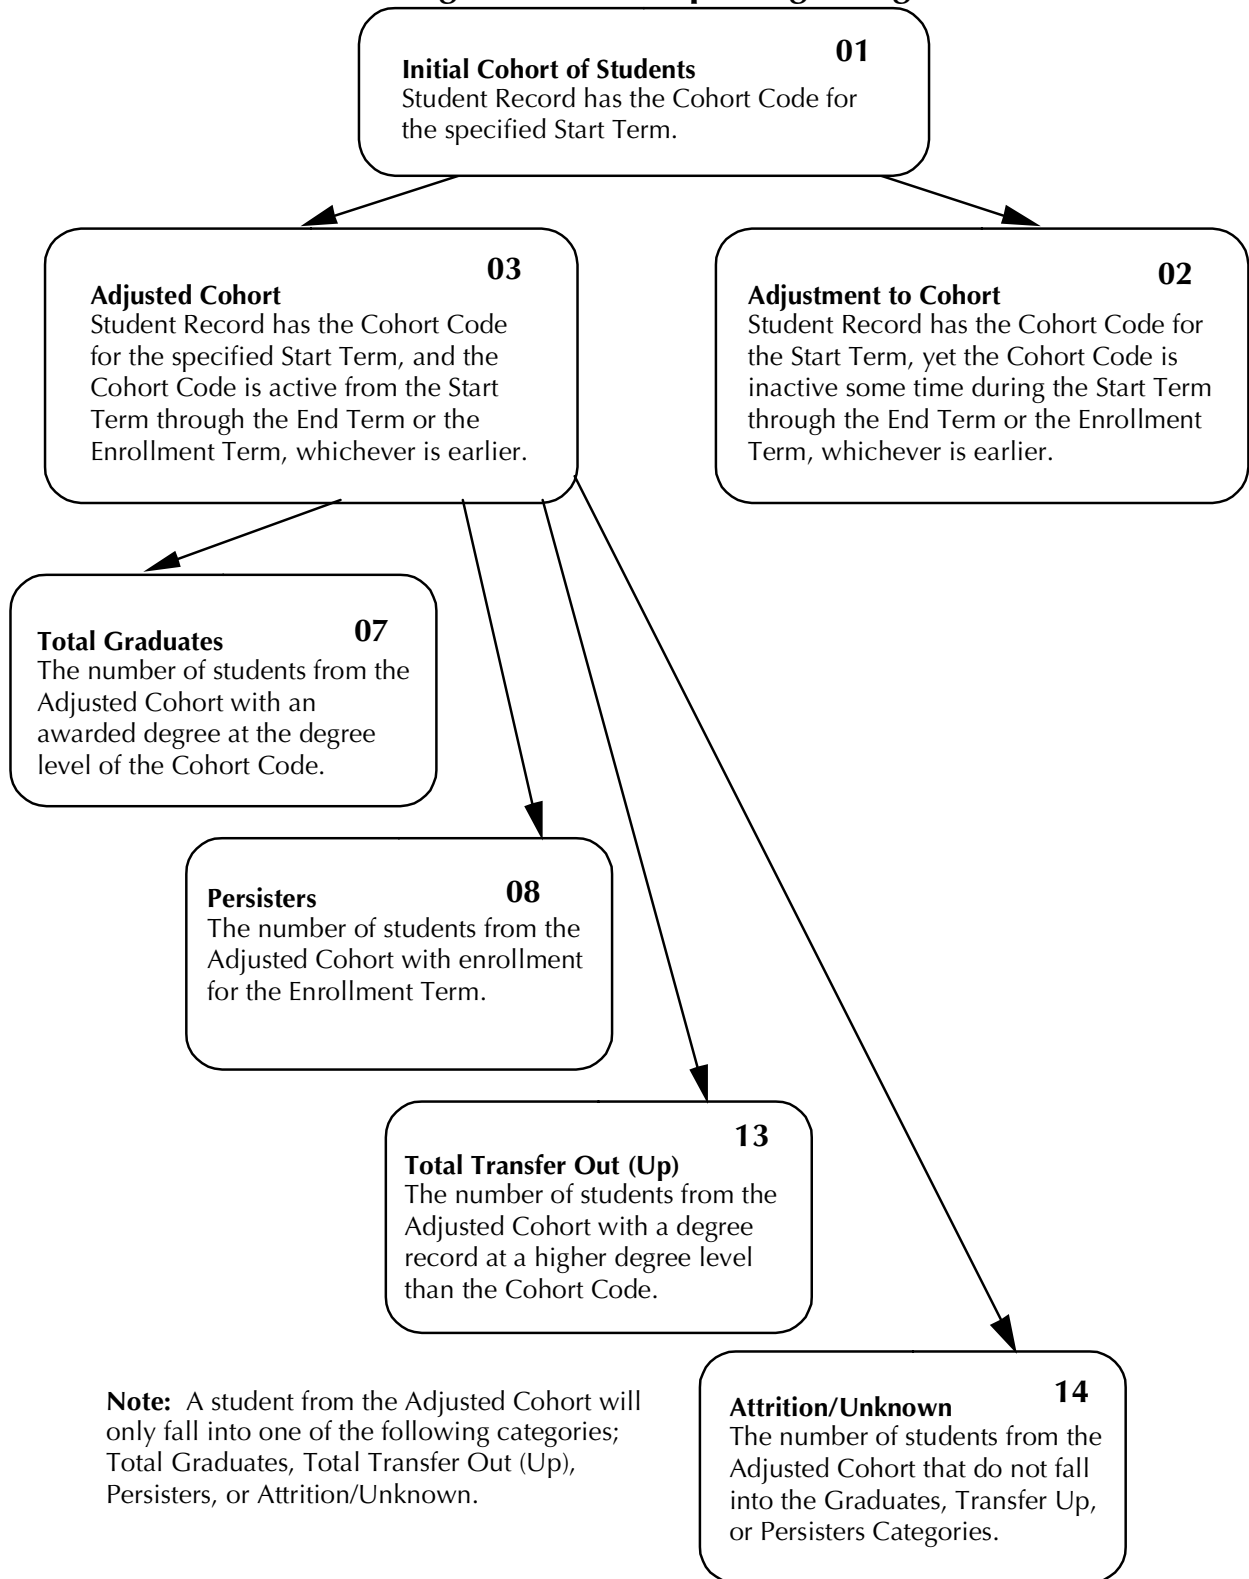 01
Initial Cohort of Students
Student Record has the Cohort Code for
the specified Start Term.
03
Adjusted Cohort
Student Record has the Cohort Code
for the specified Start Term, and the
Cohort Code is active from the Start
Term through the End Term or the
Enrollment Term, whichever is earlier.
02
Adjustment to Cohort
Student Record has the Cohort Code for
the Start Term, yet the Cohort Code is
inactive some time during the Start Term
through the End Term or the Enrollment
Term, whichever is earlier.
07
Total Graduates
The number of students from the
Adjusted Cohort with an
awarded degree at the degree
level of the Cohort Code.
08
Persisters
The number of students from the
Adjusted Cohort with enrollment
for the Enrollment Term.
13
Total Transfer Out (Up)
The number of students from the
Adjusted Cohort with a degree
record at a higher degree level
than the Cohort Code.
14
Attrition/Unknown
The number of students from the
Adjusted Cohort that do not fall
into the Graduates, Transfer Up,
or Persisters Categories.
Note: A student from the Adjusted Cohort will
only fall into one of the following categories;
Total Graduates, Total Transfer Out (Up),
Persisters, or Attrition/Unknown.